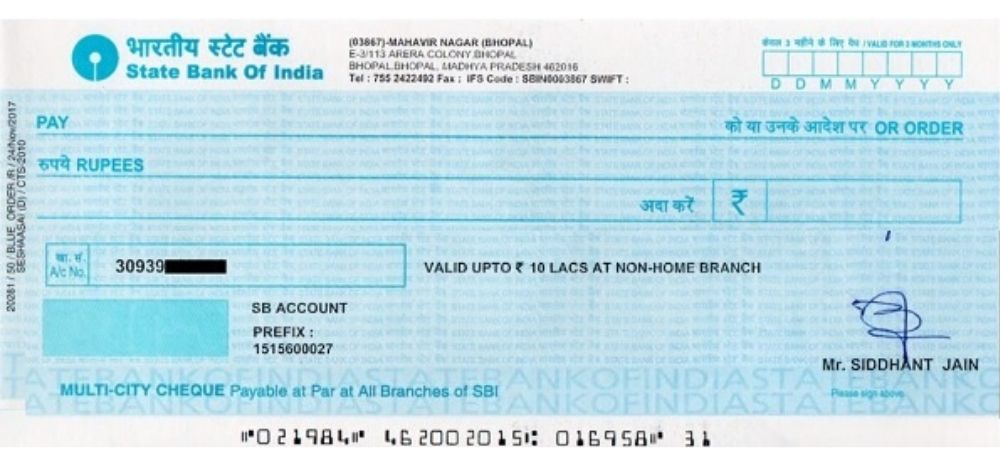 भारतीय स्टेट बैंक
State Bank Of India
(03867)-MAHAVIR NAGAR (BHOPAL)
E-3/113 ARERA COLONY,BHOPAL
BHOPAL,BHOPAL, MADHYA PRADESH 462016
Tel : 755 2422492 Fax : IFS Code : SBIN0003867 SWIFT :
केवल 3 महीने के लिए वैध / VALID FOR 3 MONTHS ONLY
D D M M Y Y Y Y
PAY
को या उनके आदेश पर OR ORDER
रुपये RUPEES
अदा करें ₹
खा. सं.
A/c No.
30939
VALID UPTO ₹ 10 LACS AT NON-HOME BRANCH
SB ACCOUNT
PREFIX :
1515600027
Mr. SIDDHANT JAIN
Please sign above
MULTI-CITY CHEQUE Payable at Par at All Branches of SBI
⑈021984⑈ 462002015⑆ 016958⑈ 31
20281 / 50 / BLUE_ORDER /R / 24/Nov/2017
SESHAASAI (D) / CTS-2010